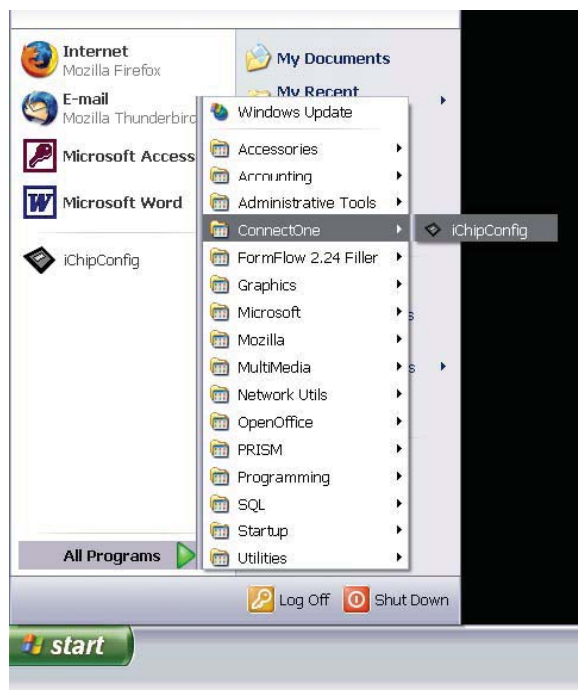 Internet
Mozilla Firefox
E-mail
Mozilla Thunderbird
Microsoft Access
Microsoft Word
iChipConfig
All Programs
My Documents
My Recent
Windows Update
Accessories
Accounting
Administrative Tools
ConnectOne
FormFlow 2.24 Filler
Graphics
Microsoft
Mozilla
MultiMedia
Network Utils
OpenOffice
PRISM
Programming
SQL
Startup
Utilities
iChipConfig
s
s
Log Off
Shut Down
start